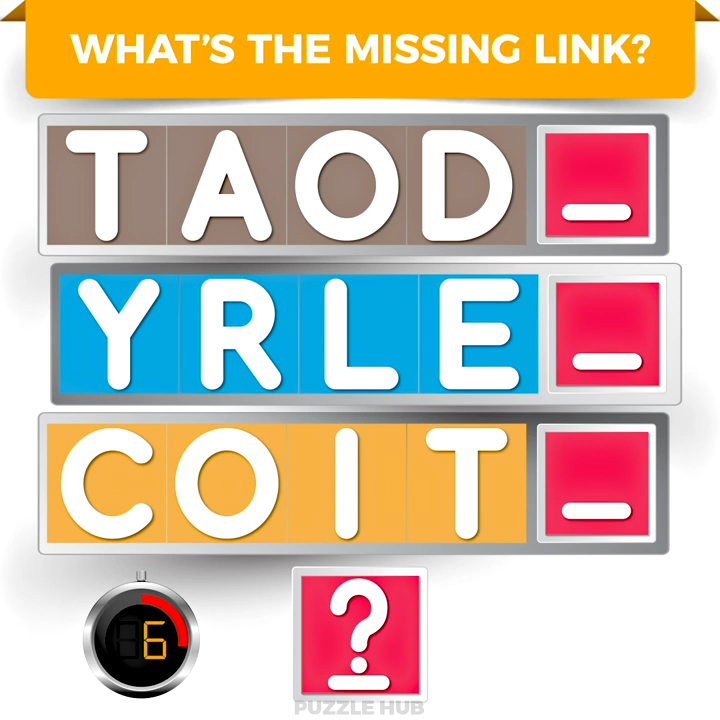 WHAT'S THE MISSING LINK?
TAOD_
YRLE_
COIT_
6
?
PUZZLE HUB